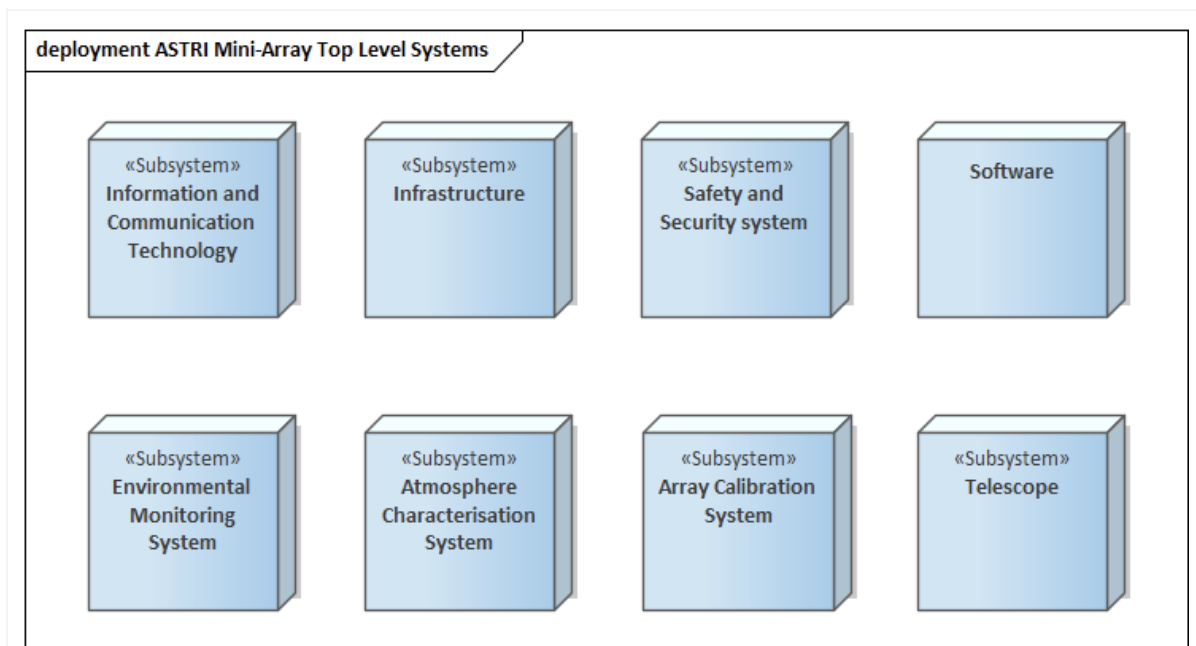 deployment ASTRI Mini-Array Top Level Systems
«Subsystem»
Information and
Communication
Technology
«Subsystem»
Infrastructure
«Subsystem»
Safety and
Security system
Software
«Subsystem»
Environmental
Monitoring
System
«Subsystem»
Atmosphere
Characterisation
System
«Subsystem»
Array Calibration
System
«Subsystem»
Telescope